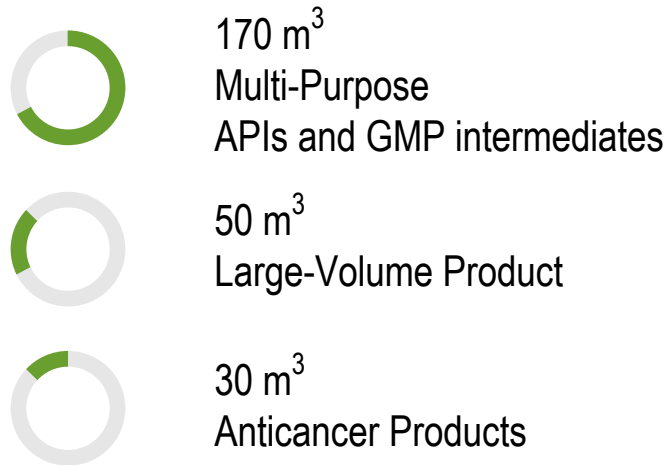 170 m³
Multi-Purpose
APIs and GMP intermediates
50 m³
Large-Volume Product
30 m³
Anticancer Products